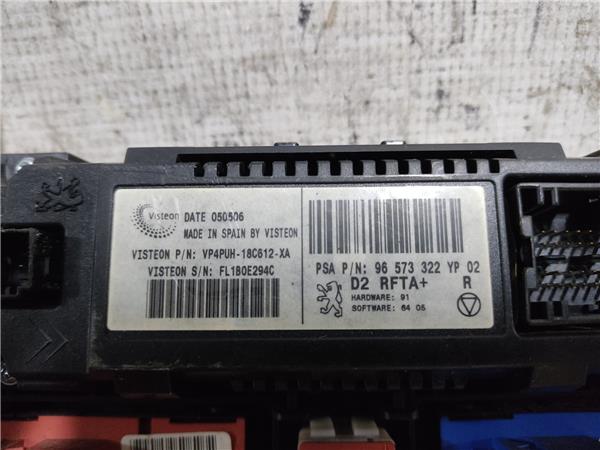 Visteon
DATE 050506
MADE IN SPAIN BY VISTEON
VISTEON P/N: VP4PUH-18C612-XA
VISTEON S/N: FL1B0E294C
PSA P/N: 96 573 322 YP 02
D2 RFTA+ R
HARDWARE: 91
SOFTWARE: 64 05